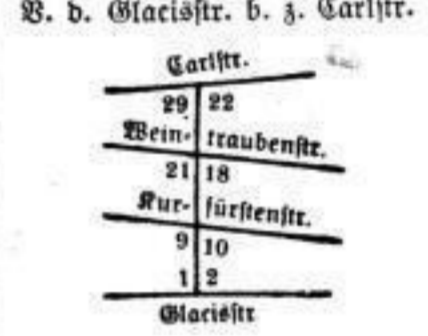 V. d. Glacisstr. b. z. Carlstr.
Carlstr.
29 22
Wein- traubenstr.
21 18
Kur- fürstenstr.
9 10
1 2
Glacisstr